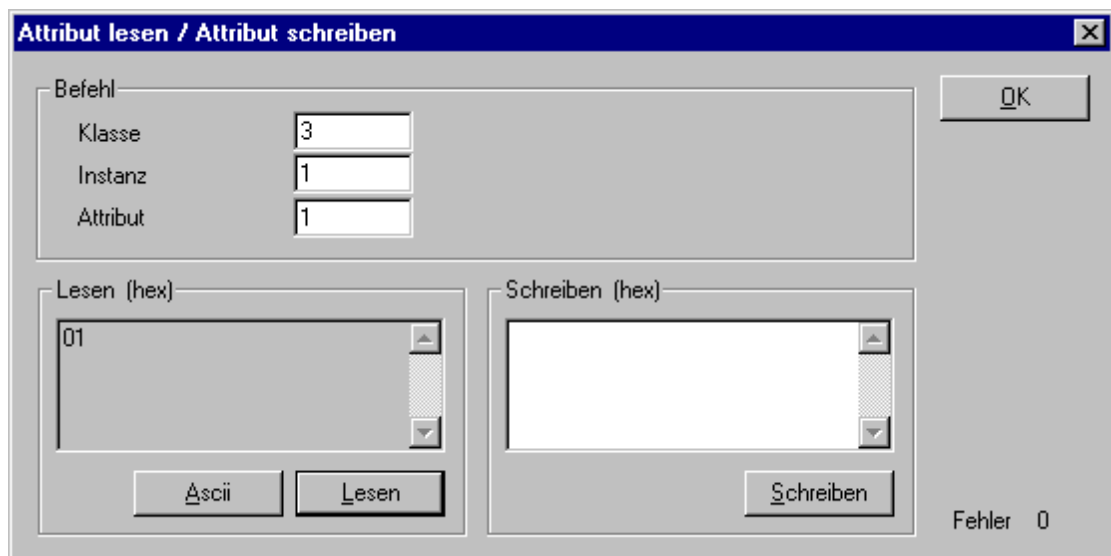 Attribut lesen / Attribut schreiben
Befehl
OK
Klasse 3
Instanz 1
Attribut 1
Lesen (hex)
01
Ascii Lesen
Schreiben (hex)
Schreiben
Fehler 0